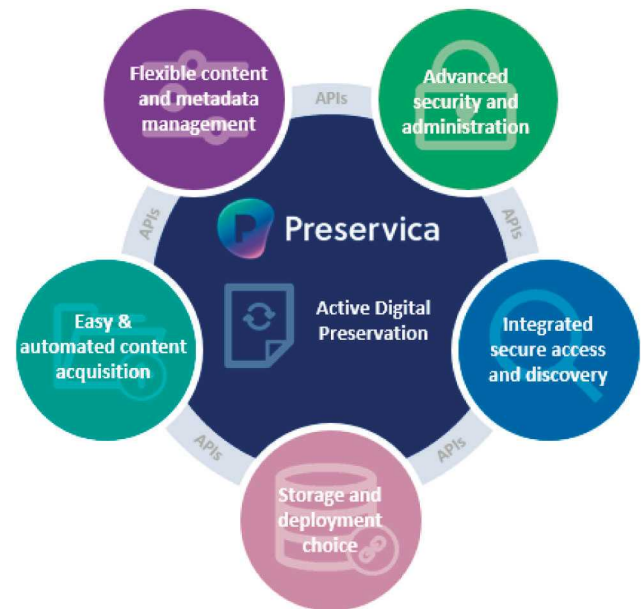 Flexible content
and metadata
management
APIs
Advanced
security and
administration
APIs
APIs
Preservica
Active Digital
Preservation
Easy &
automated content
acquisition
Integrated
secure access
and discovery
APIs
APIs
Storage and
deployment
choice